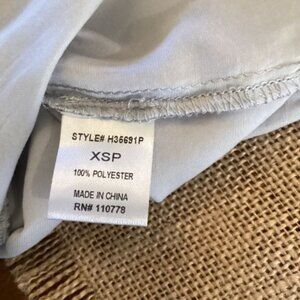 STYLE# H35691P
XSP
100% POLYESTER
MADE IN CHINA
RN# 110778